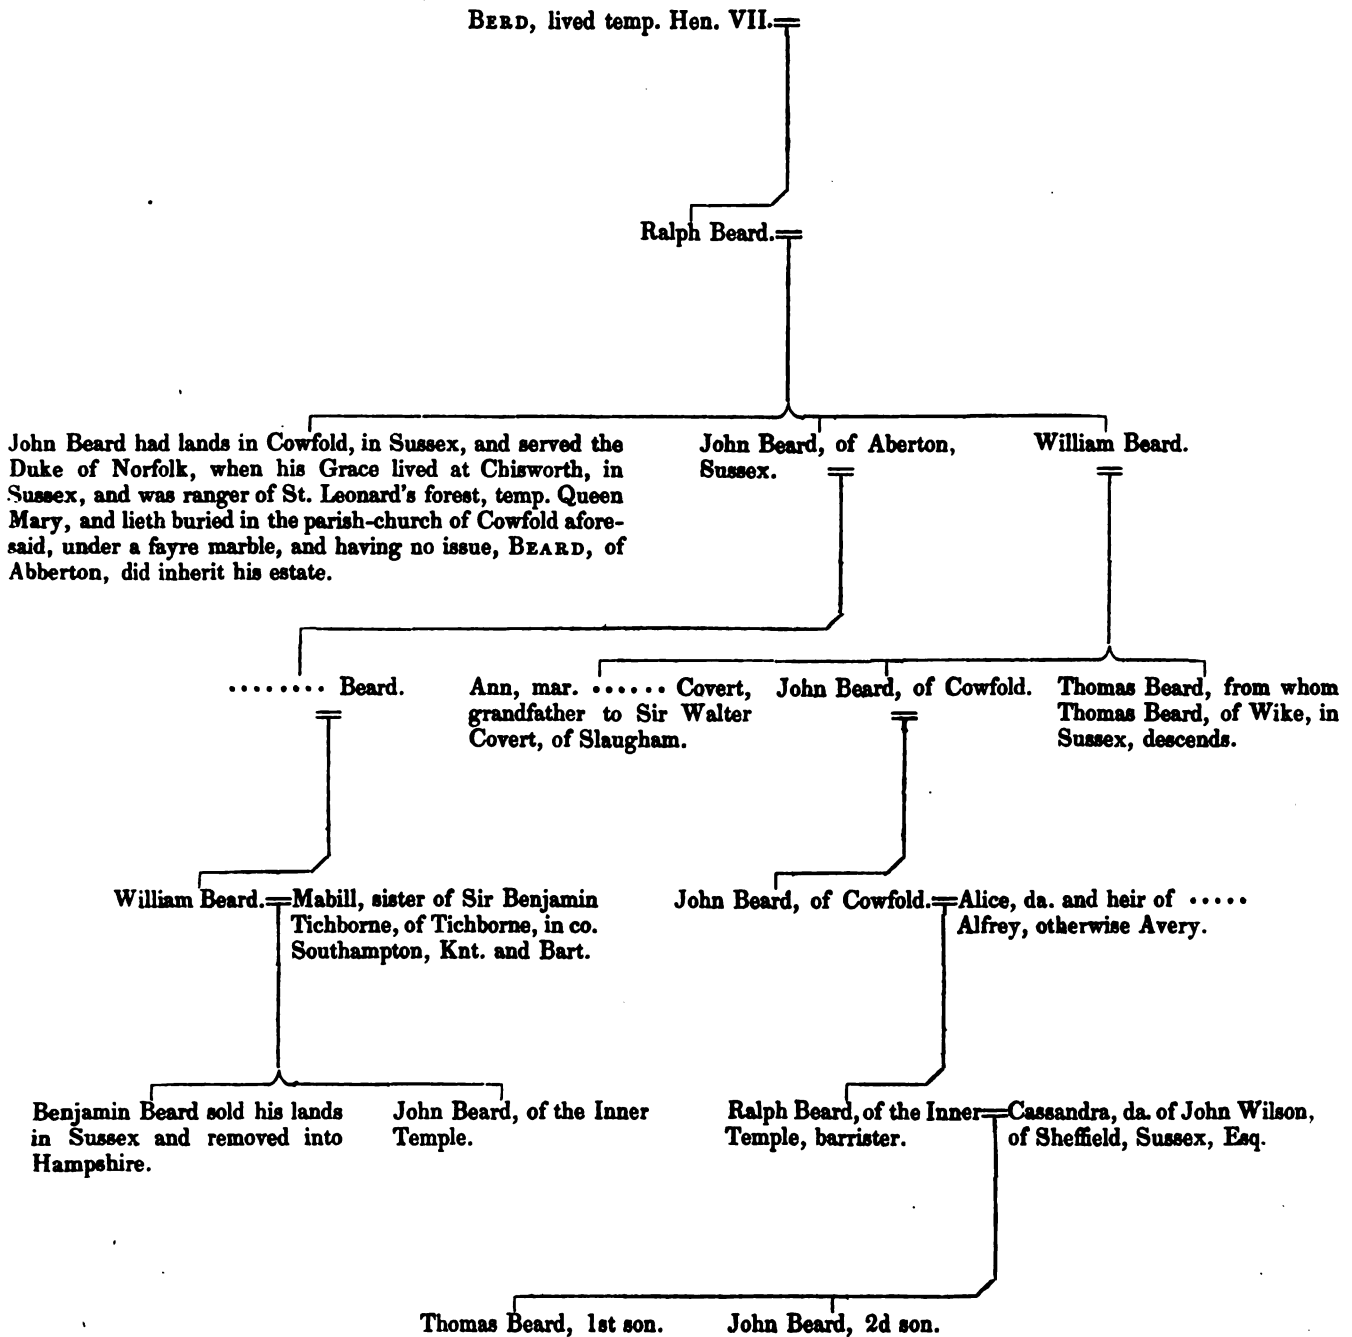 BERD, lived temp. Hen. VII.=
Ralph Beard.=
John Beard had lands in Cowfold, in Sussex, and served the
Duke of Norfolk, when his Grace lived at Chisworth, in
Sussex, and was ranger of St. Leonard's forest, temp. Queen
Mary, and lieth buried in the parish-church of Cowfold afore-
said, under a fayre marble, and having no issue, BEARD, of
Abberton, did inherit his estate.
John Beard, of Aberton,
Sussex.
=
William Beard.
=
········ Beard.
=
Ann, mar. ······ Covert,
grandfather to Sir Walter
Covert, of Slaugham.
John Beard, of Cowfold.
=
Thomas Beard, from whom
Thomas Beard, of Wike, in
Sussex, descends.
William Beard.=Mabill, sister of Sir Benjamin
Tichborne, of Tichborne, in co.
Southampton, Knt. and Bart.
John Beard, of Cowfold.=Alice, da. and heir of ·····
Alfrey, otherwise Avery.
Benjamin Beard sold his lands
in Sussex and removed into
Hampshire.
John Beard, of the Inner
Temple.
Ralph Beard, of the Inner=Cassandra, da. of John Wilson,
Temple, barrister.
of Sheffield, Sussex, Esq.
Thomas Beard, 1st son.
John Beard, 2d son.